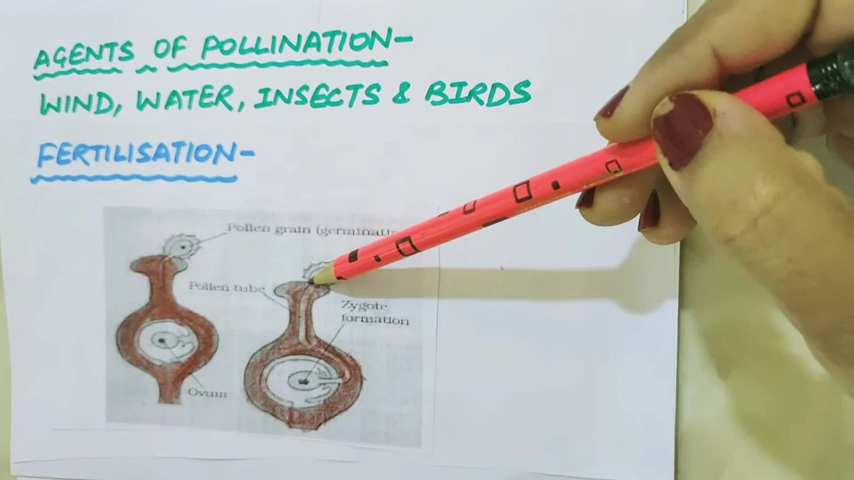 AGENTS OF POLLINATION-
WIND, WATER, INSECTS & BIRDS
FERTILISATION-
Pollen grain
Pollen tube
Zygote
formation
Ovum